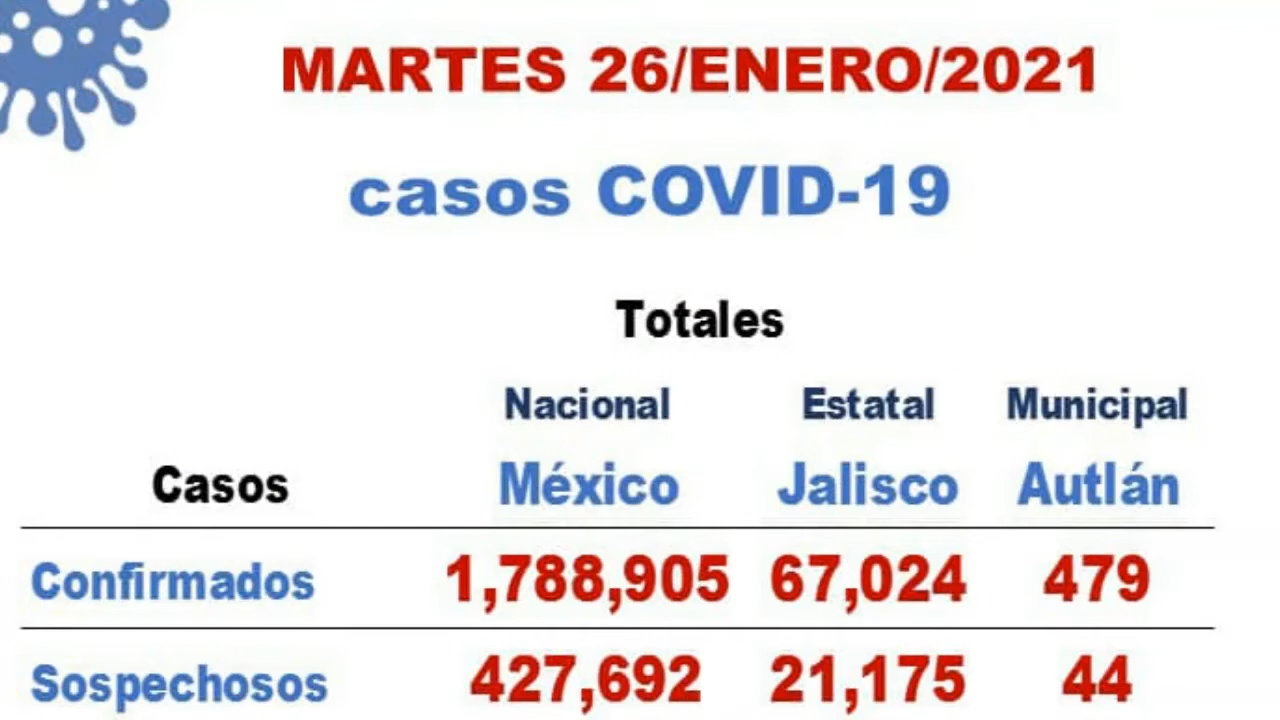 MARTES 26/ENERO/2021
casos COVID-19
Totales
Nacional Estatal Municipal
Casos México Jalisco Autlán
Confirmados 1,788,905 67,024 479
Sospechosos 427,692 21,175 44